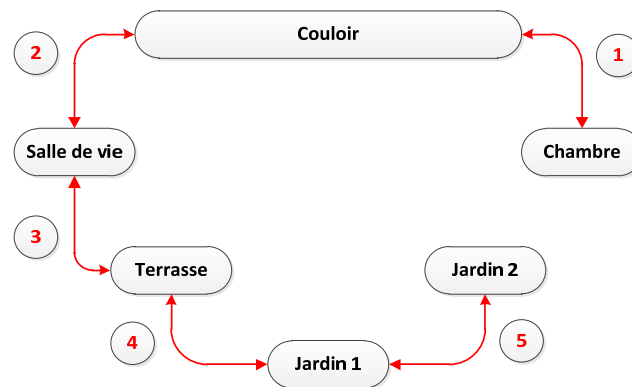 Couloir
2
1
Salle de vie
Chambre
3
Terrasse
Jardin 2
4
5
Jardin 1